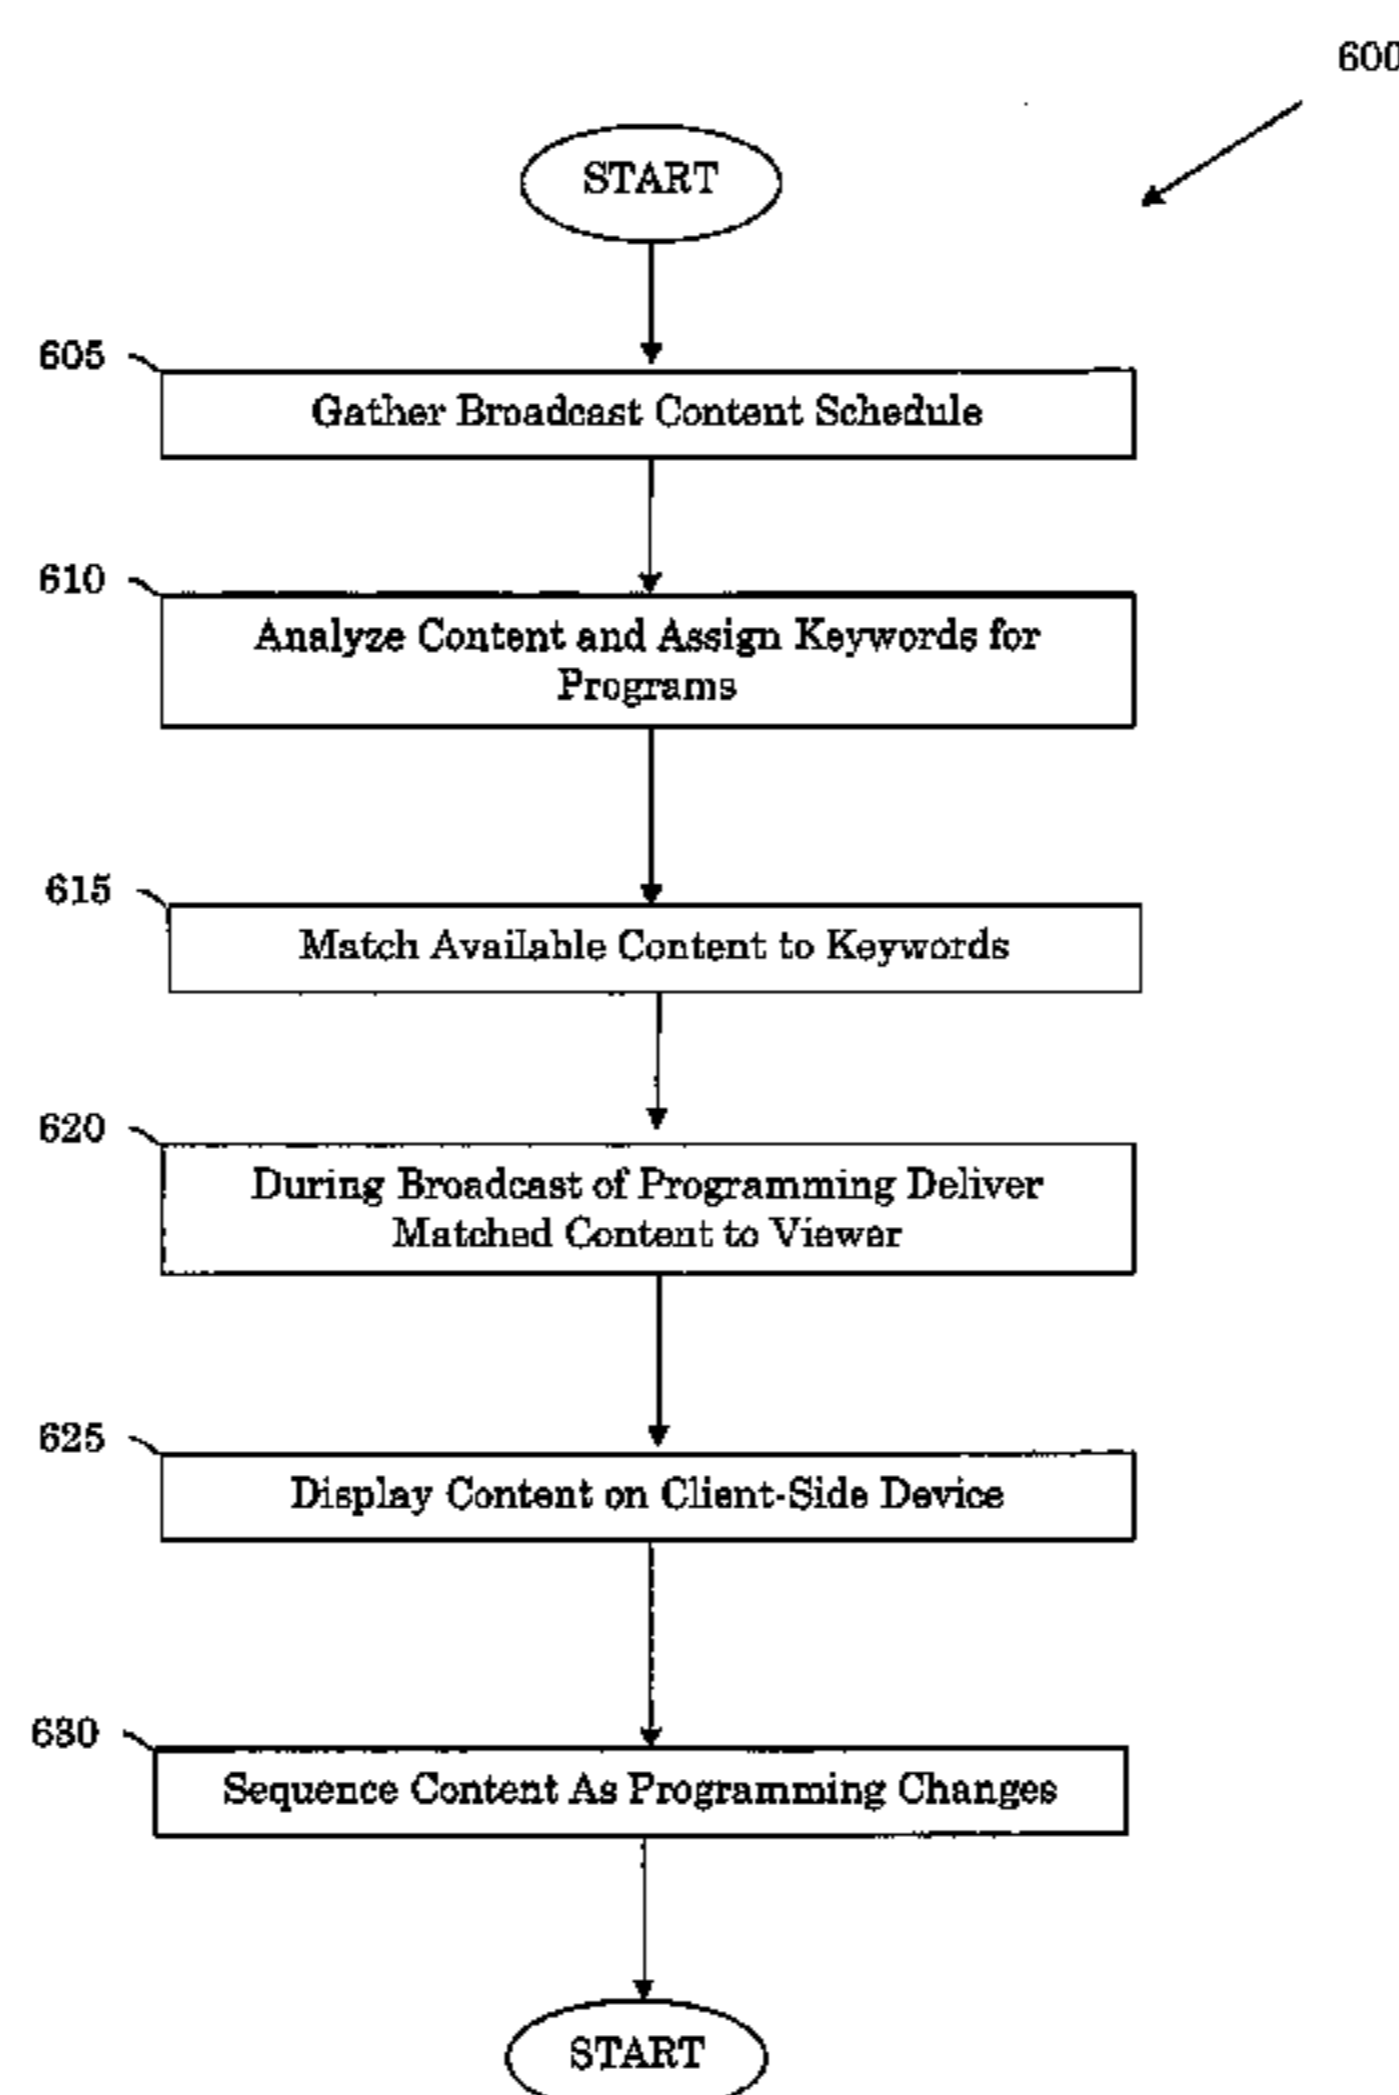 600
START
605
Gather Broadcast Content Schedule
610
Analyze Content and Assign Keywords for
Programs
615
Match Available Content to Keywords
620
During Broadcast of Programming Deliver
Matched Content to Viewer
625
Display Content on Client-Side Device
630
Sequence Content As Programming Changes
START